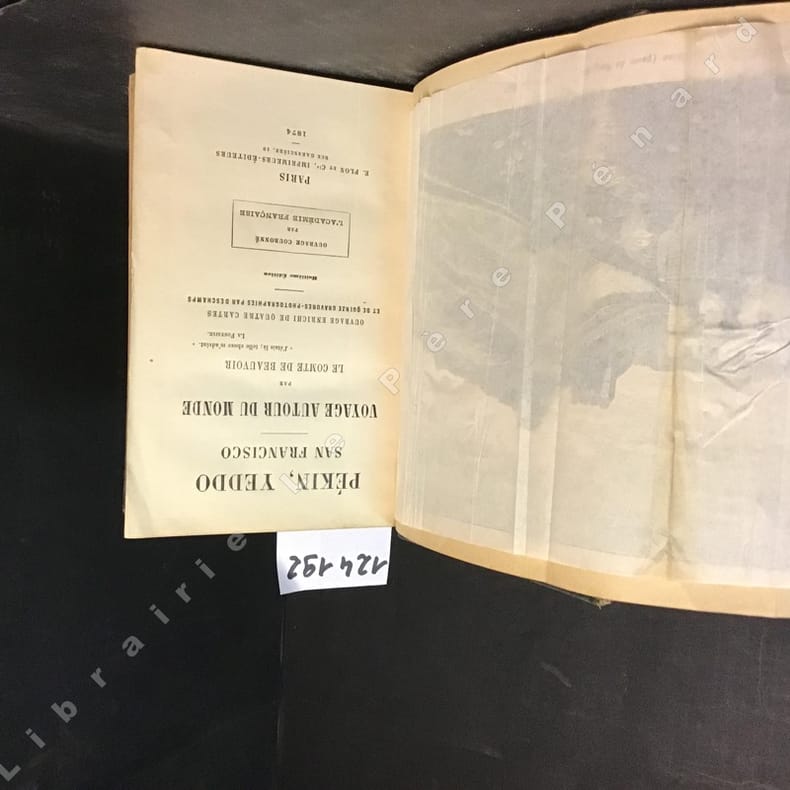 PÉKIN, YEDDO
SAN FRANCISCO
VOYAGE AUTOUR DU MONDE
PAR
LE COMTE DE BEAUVOIR
« J'étais là, telle chose m'advint. »
LA FONTAINE.
OUVRAGE ENRICHI DE QUATRE CARTES
ET DE QUINZE GRAVURES-PHOTOGRAPHIES PAR DESCHAMPS
Huitième Édition
OUVRAGE COURONNÉ
PAR
L'ACADÉMIE FRANÇAISE
PARIS
E. PLON ET Cie, IMPRIMEURS-ÉDITEURS
RUE GARANCIÈRE, 10
1874
124192
Librairie Le Père Pénard